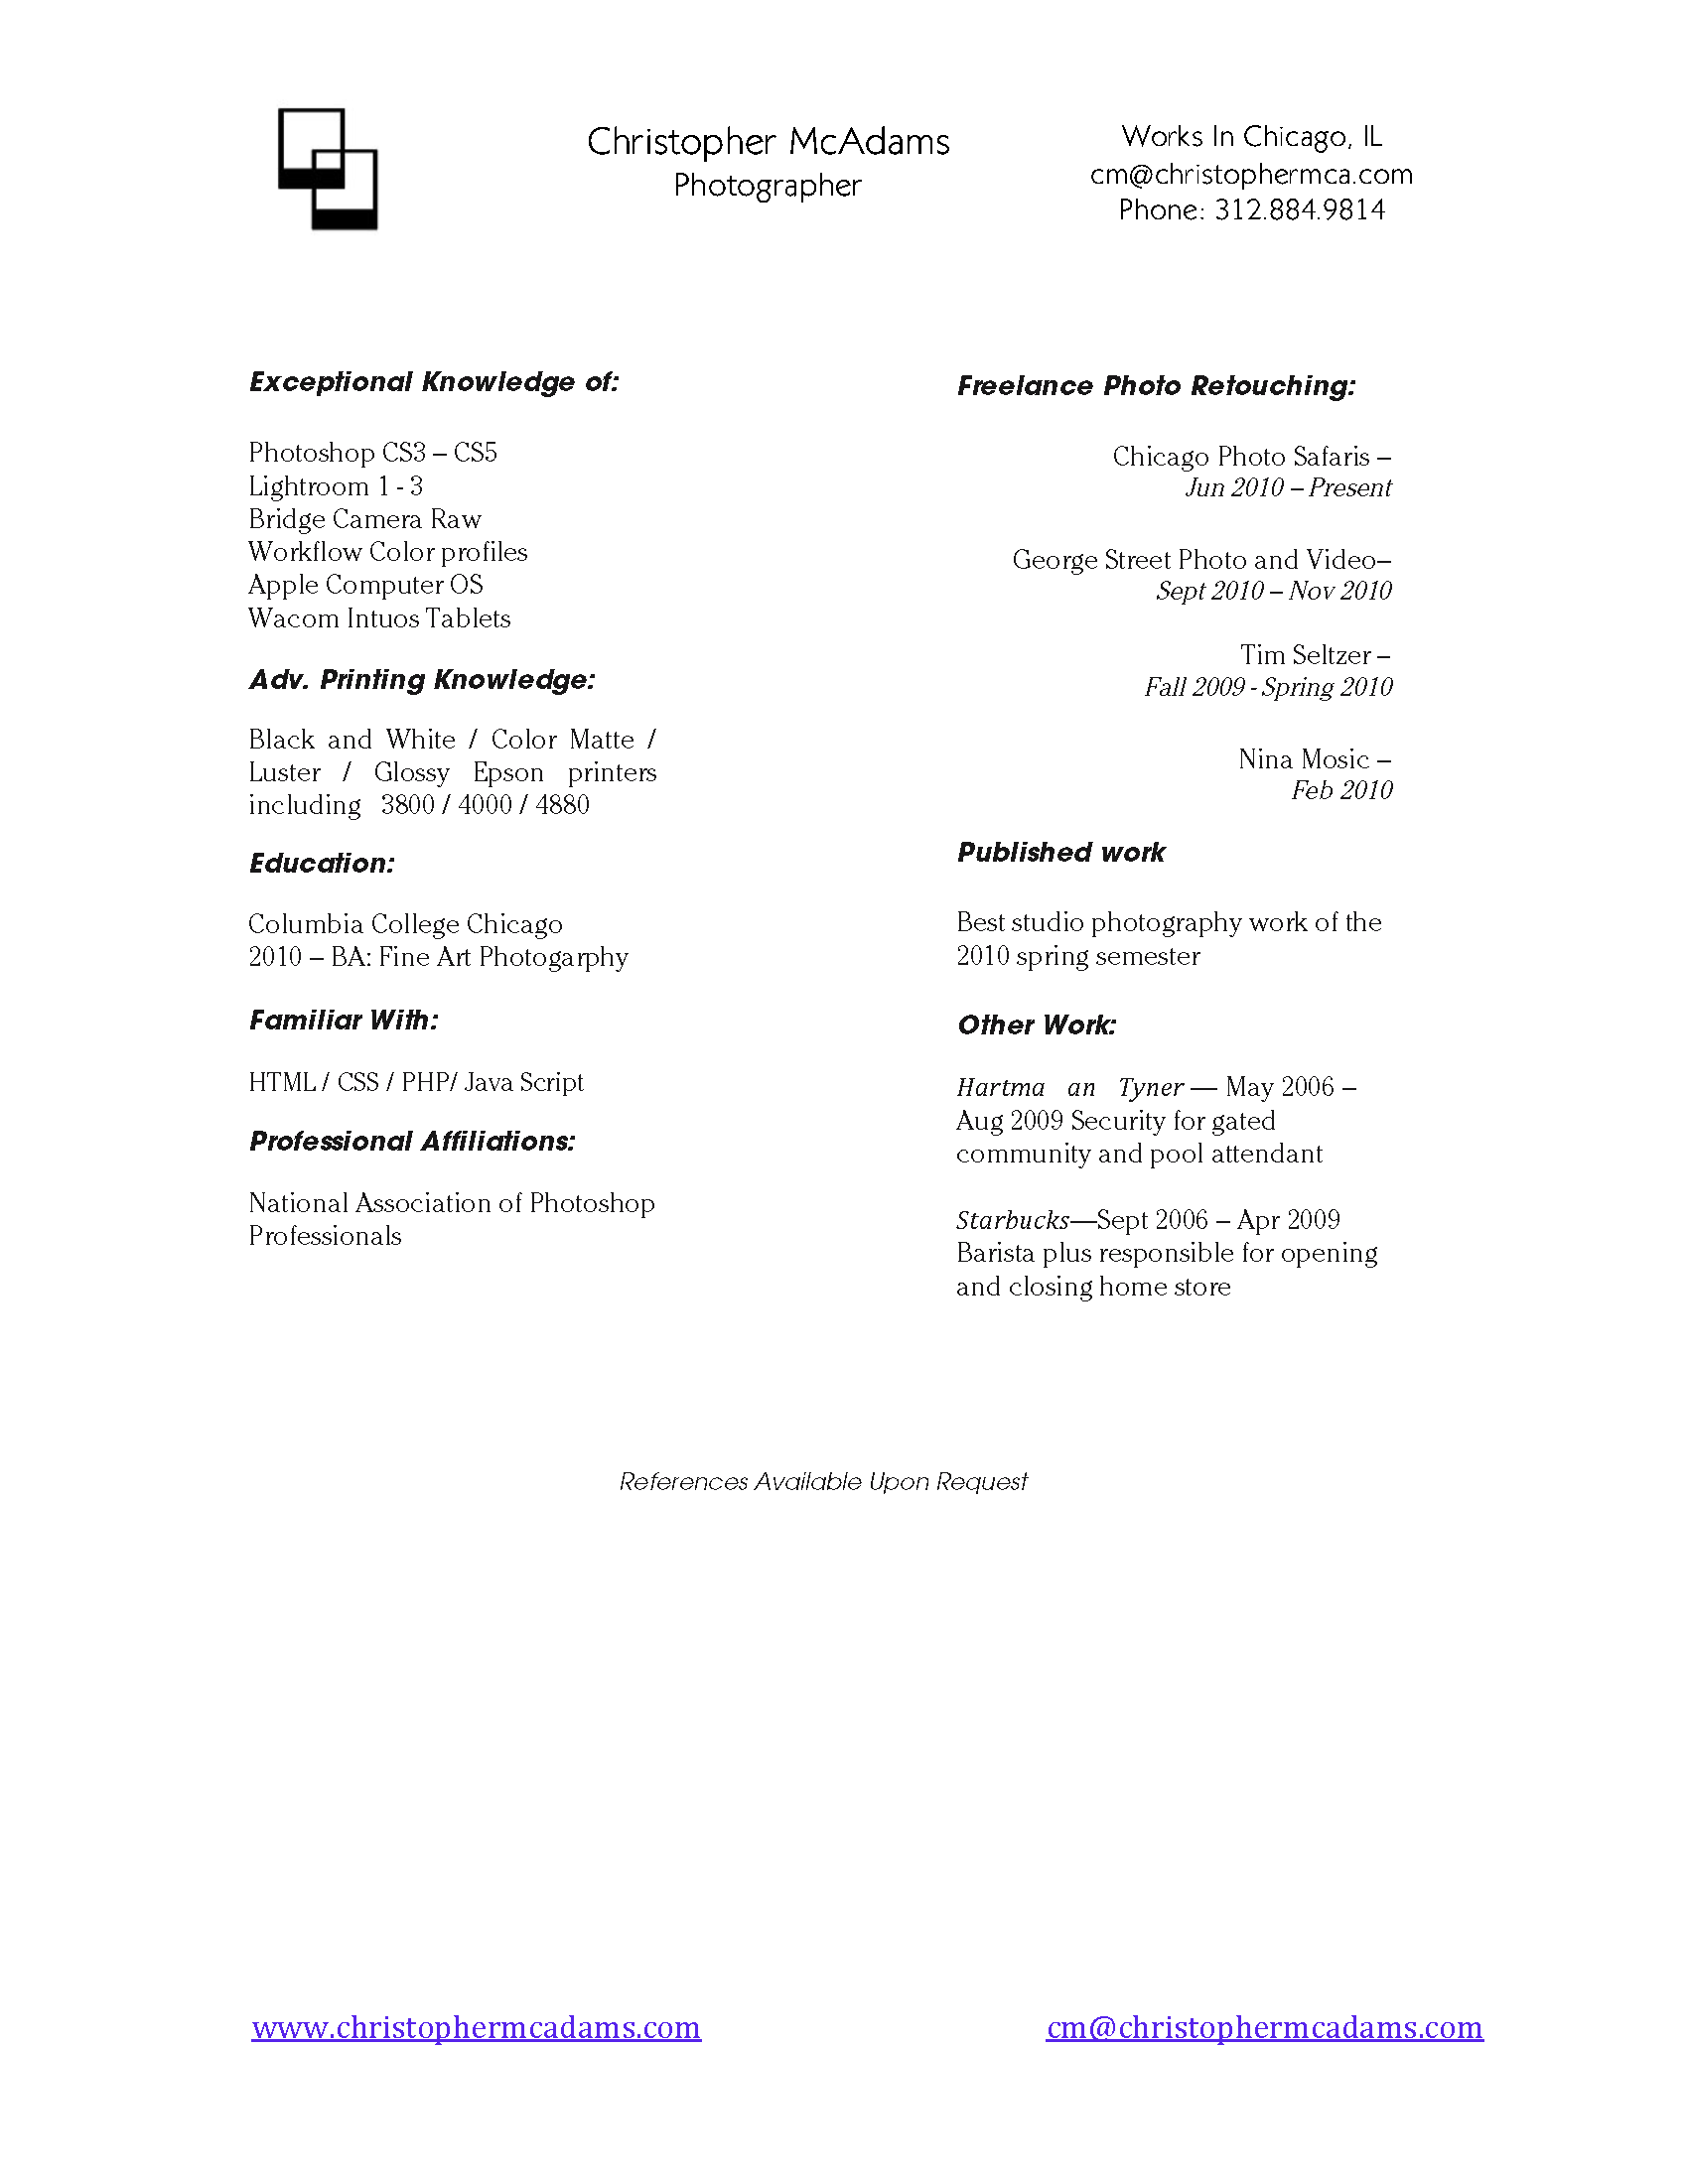 Christopher McAdams
Photographer
Works In Chicago, IL
cm@christophermca.com
Phone: 312.884.9814
Exceptional Knowledge of:
Photoshop CS3 – CS5
Lightroom 1 - 3
Bridge Camera Raw
Workflow Color profiles
Apple Computer OS
Wacom Intuos Tablets
Adv. Printing Knowledge:
Black and White / Color Matte /
Luster / Glossy Epson printers
including 3800 / 4000 / 4880
Education:
Columbia College Chicago
2010 – BA: Fine Art Photogarphy
Familiar With:
HTML / CSS / PHP/ Java Script
Professional Affiliations:
National Association of Photoshop
Professionals
Freelance Photo Retouching:
Chicago Photo Safaris –
Jun 2010 – Present
George Street Photo and Video–
Sept 2010 – Nov 2010
Tim Seltzer –
Fall 2009 - Spring 2010
Nina Mosic –
Feb 2010
Published work
Best studio photography work of the
2010 spring semester
Other Work:
Hartma an Tyner — May 2006 –
Aug 2009 Security for gated
community and pool attendant
Starbucks—Sept 2006 – Apr 2009
Barista plus responsible for opening
and closing home store
References Available Upon Request
www.christophermcadams.com
cm@christophermcadams.com